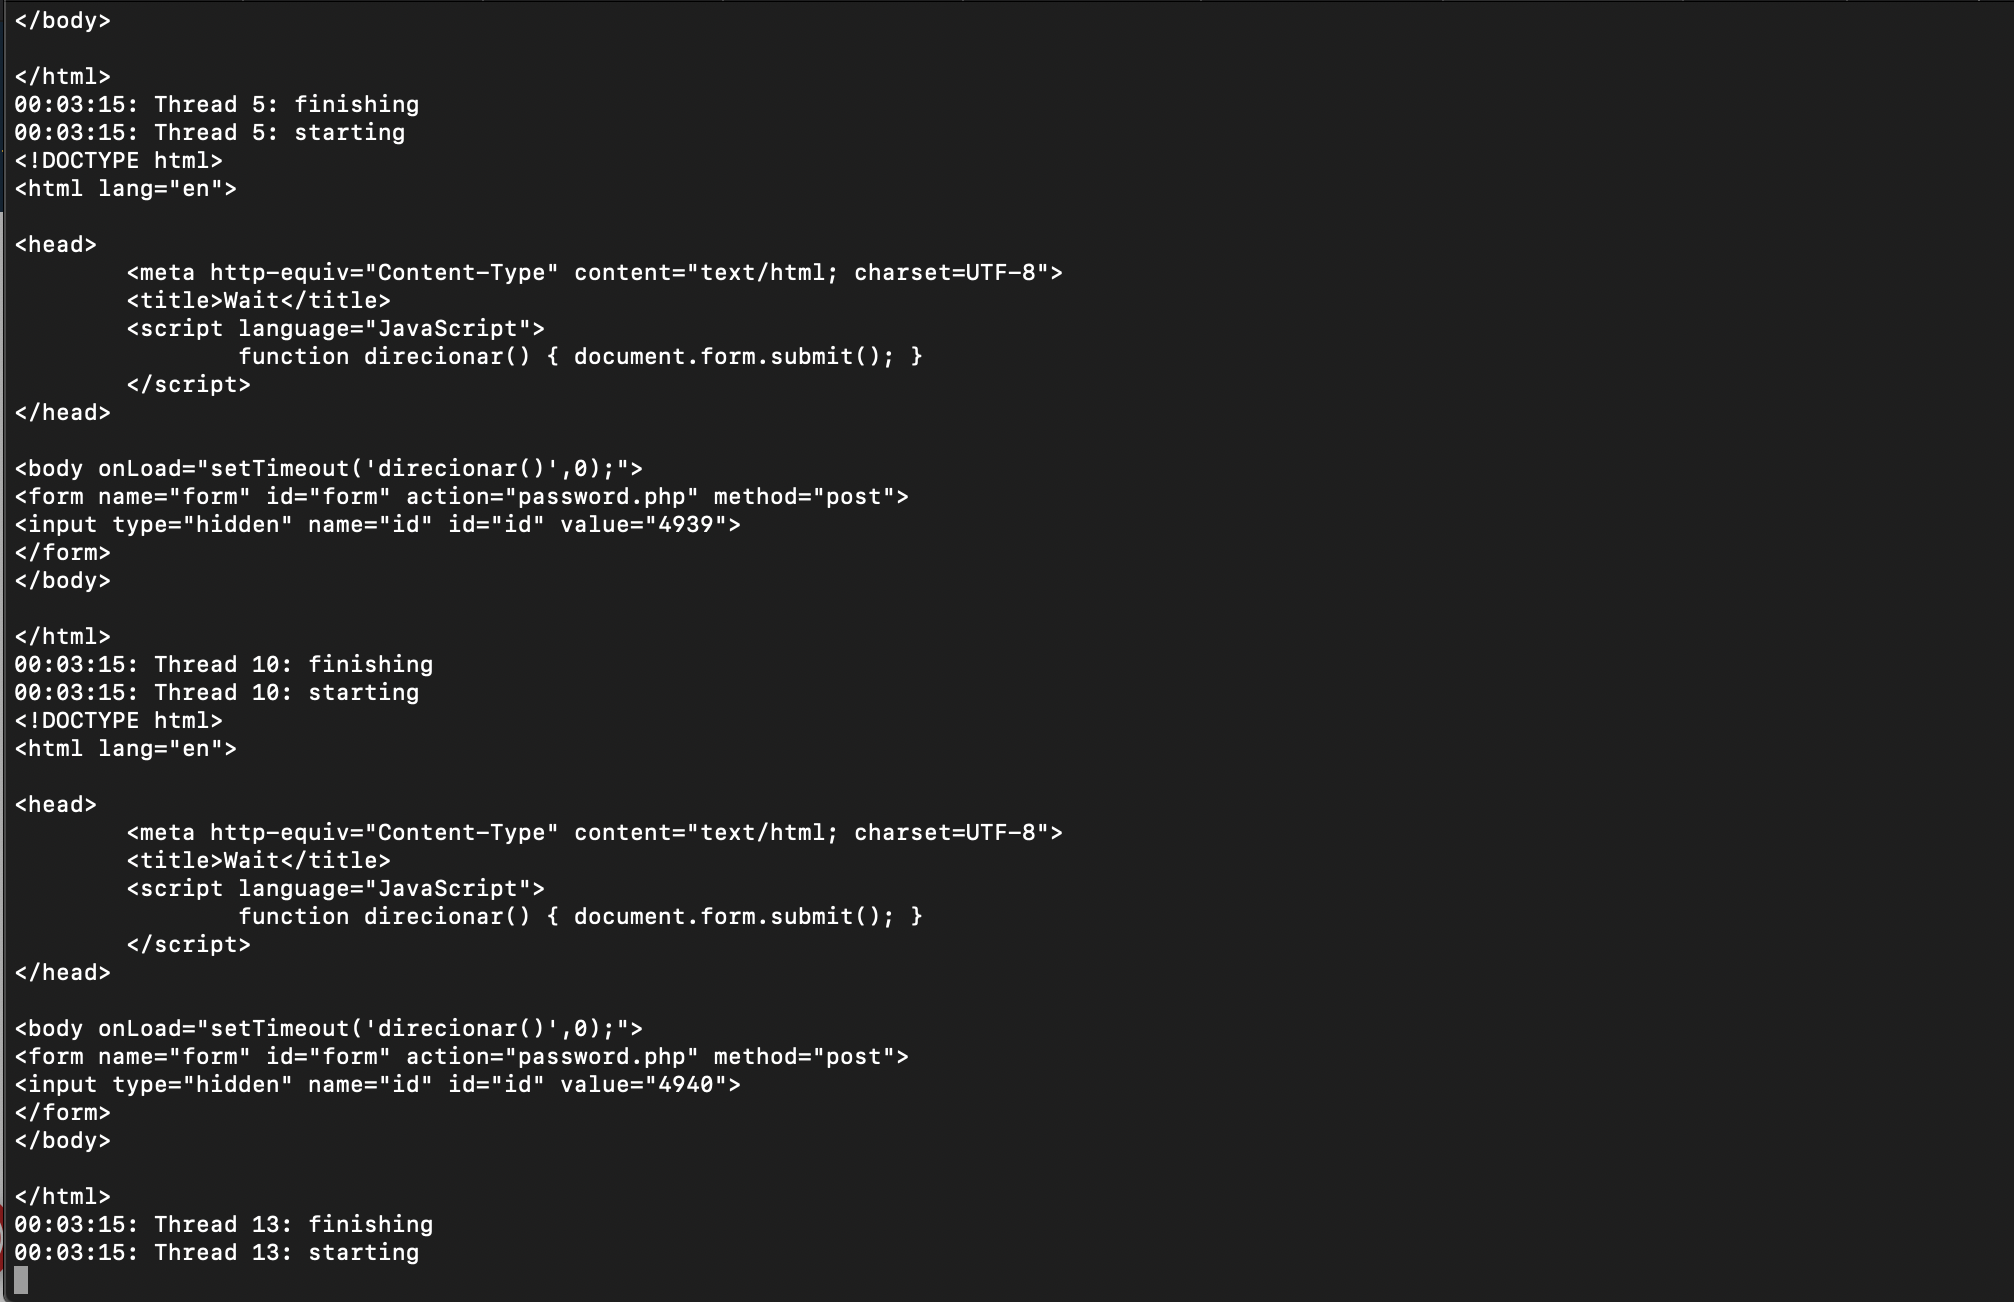 </body>
</html>
00:03:15: Thread 5: finishing
00:03:15: Thread 5: starting
<!DOCTYPE html>
<html lang="en">
<head>
<meta http-equiv="Content-Type" content="text/html; charset=UTF-8">
<title>Wait</title>
<script language="JavaScript">
function direcionar() { document.form.submit(); }
</script>
</head>
<body onLoad="setTimeout('direcionar()',0);">
<form name="form" id="form" action="password.php" method="post">
<input type="hidden" name="id" id="id" value="4939">
</form>
</body>
</html>
00:03:15: Thread 10: finishing
00:03:15: Thread 10: starting
<!DOCTYPE html>
<html lang="en">
<head>
<meta http-equiv="Content-Type" content="text/html; charset=UTF-8">
<title>Wait</title>
<script language="JavaScript">
function direcionar() { document.form.submit(); }
</script>
</head>
<body onLoad="setTimeout('direcionar()',0);">
<form name="form" id="form" action="password.php" method="post">
<input type="hidden" name="id" id="id" value="4940">
</form>
</body>
</html>
00:03:15: Thread 13: finishing
00:03:15: Thread 13: starting